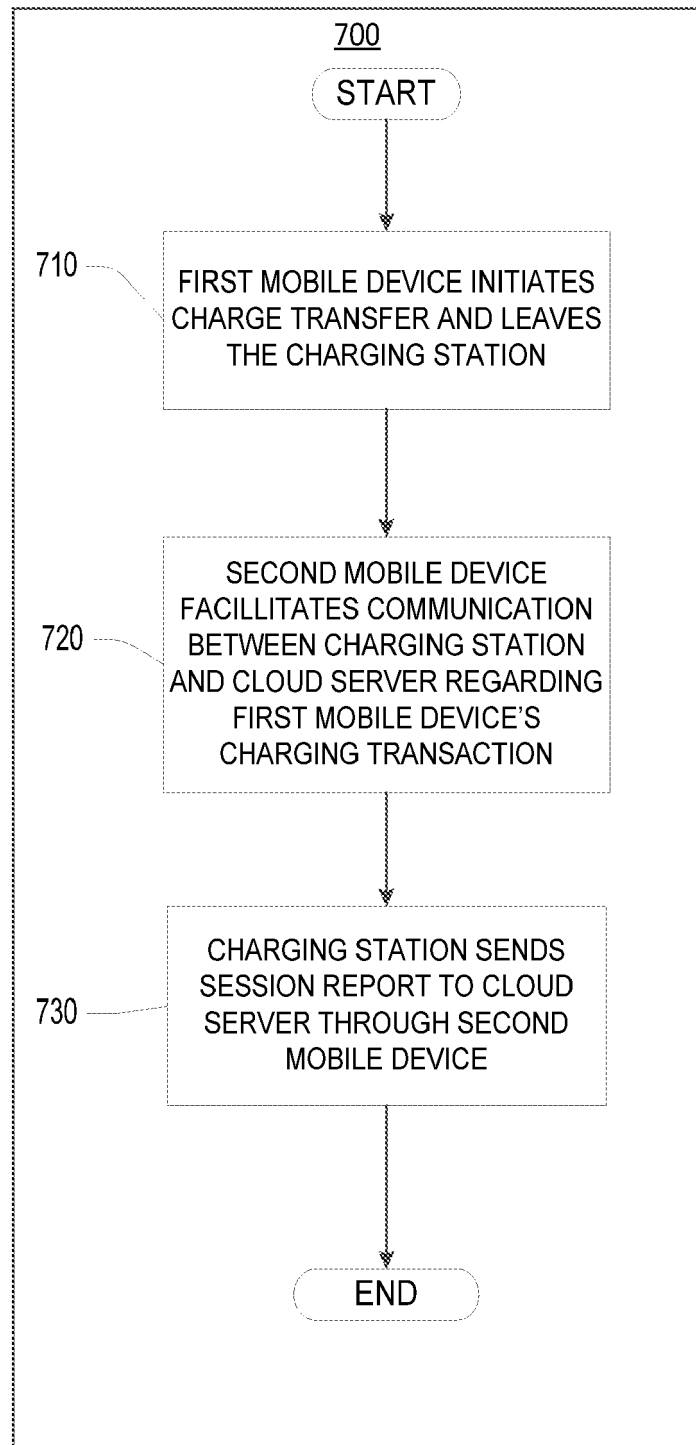 700
START
710
FIRST MOBILE DEVICE INITIATES
CHARGE TRANSFER AND LEAVES
THE CHARGING STATION
720
SECOND MOBILE DEVICE
FACILLITATES COMMUNICATION
BETWEEN CHARGING STATION
AND CLOUD SERVER REGARDING
FIRST MOBILE DEVICE'S
CHARGING TRANSACTION
730
CHARGING STATION SENDS
SESSION REPORT TO CLOUD
SERVER THROUGH SECOND
MOBILE DEVICE
END